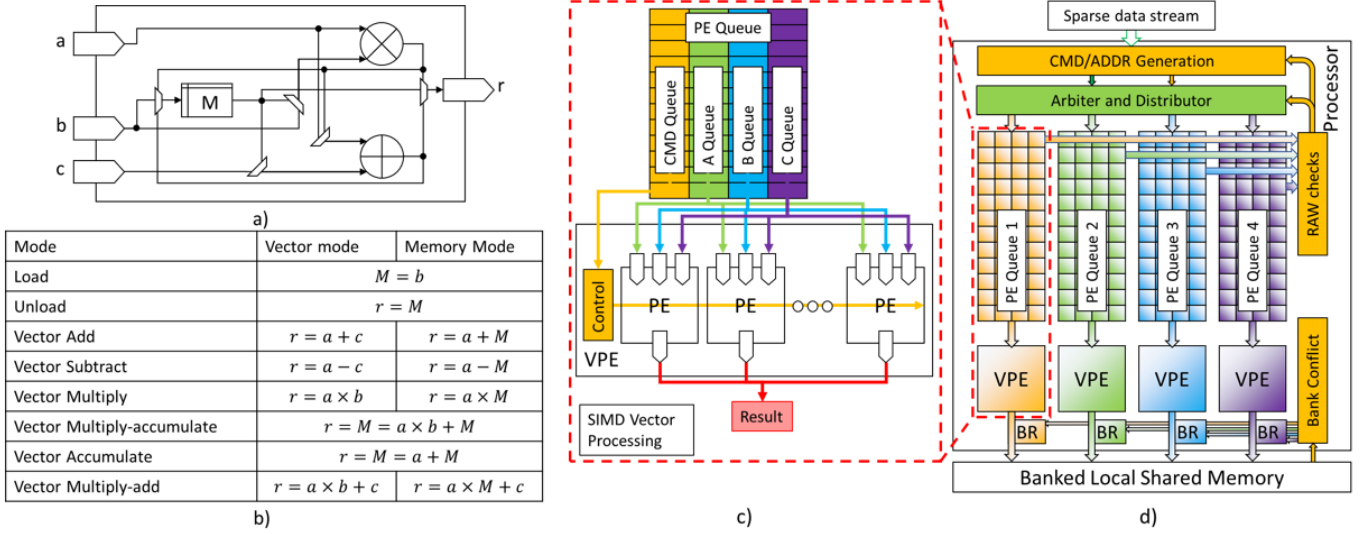 a
b
c
M
r
a)
Mode Vector mode Memory Mode
Load M = b
Unload r = M
Vector Add r = a + c r = a + M
Vector Subtract r = a − c r = a − M
Vector Multiply r = a × b r = a × M
Vector Multiply-accumulate r = M = a × b + M
Vector Accumulate r = M = a + M
Vector Multiply-add r = a × b + c r = a × M + c
b)
PE Queue
CMD Queue
A Queue
B Queue
C Queue
Control
PE
PE
PE
VPE
SIMD Vector
Processing
Result
c)
Sparse data stream
CMD/ADDR Generation
Arbiter and Distributor
Processor
RAW checks
PE Queue 1
PE Queue 2
PE Queue 3
PE Queue 4
VPE
VPE
VPE
VPE
BR
BR
BR
BR
Bank Conflict
Banked Local Shared Memory
d)